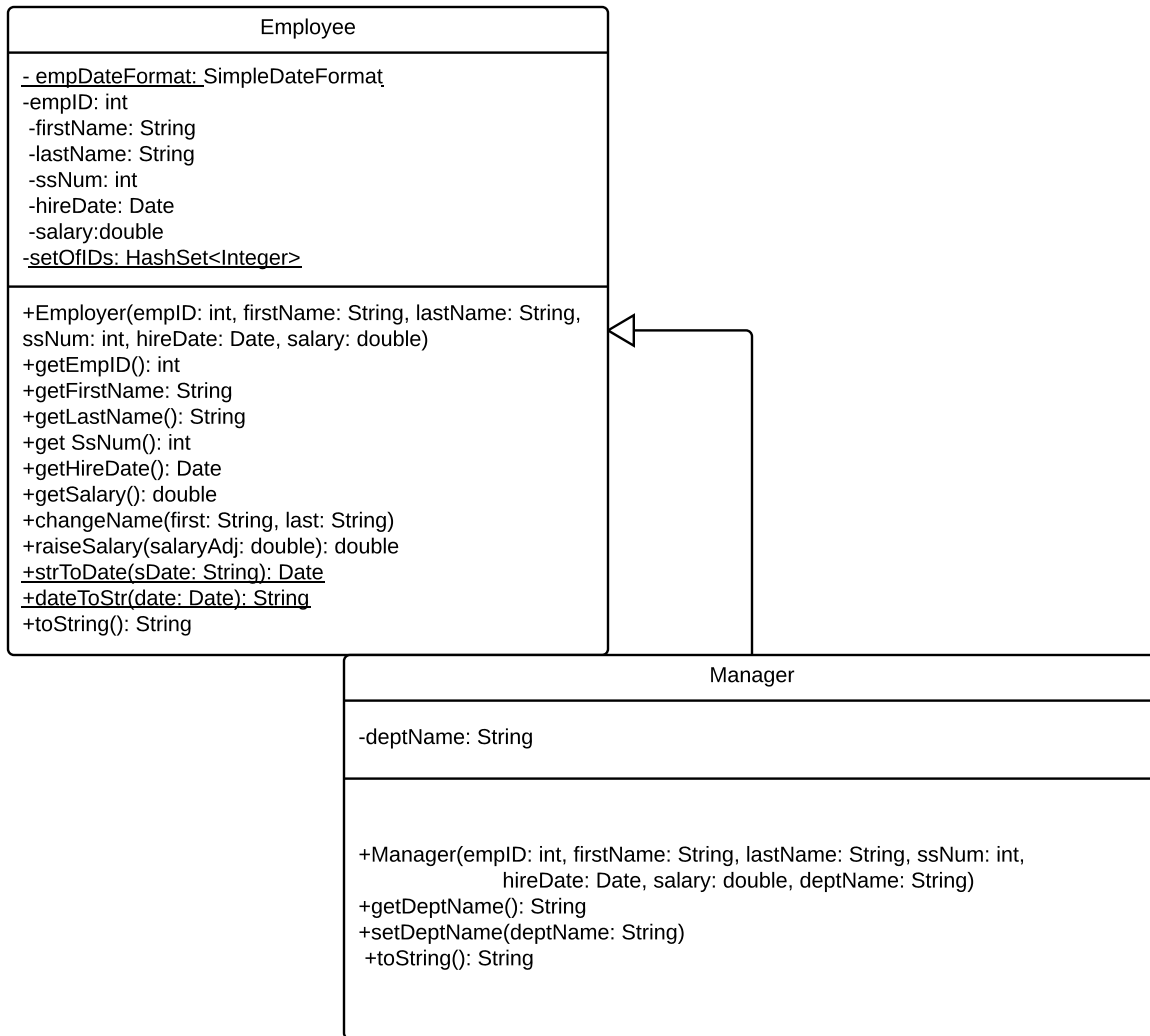 Employee
- empDateFormat: SimpleDateFormat
-empID: int
-firstName: String
-lastName: String
-ssNum: int
-hireDate: Date
-salary:double
-setOfIDs: HashSet<Integer>
+Employer(empID: int, firstName: String, lastName: String,
ssNum: int, hireDate: Date, salary: double)
+getEmpID(): int
+getFirstName: String
+getLastName(): String
+get SsNum(): int
+getHireDate(): Date
+getSalary(): double
+changeName(first: String, last: String)
+raiseSalary(salaryAdj: double): double
+strToDate(sDate: String): Date
+dateToStr(date: Date): String
+toString(): String
Manager
-deptName: String
+Manager(empID: int, firstName: String, lastName: String, ssNum: int,
hireDate: Date, salary: double, deptName: String)
+getDeptName(): String
+setDeptName(deptName: String)
+toString(): String